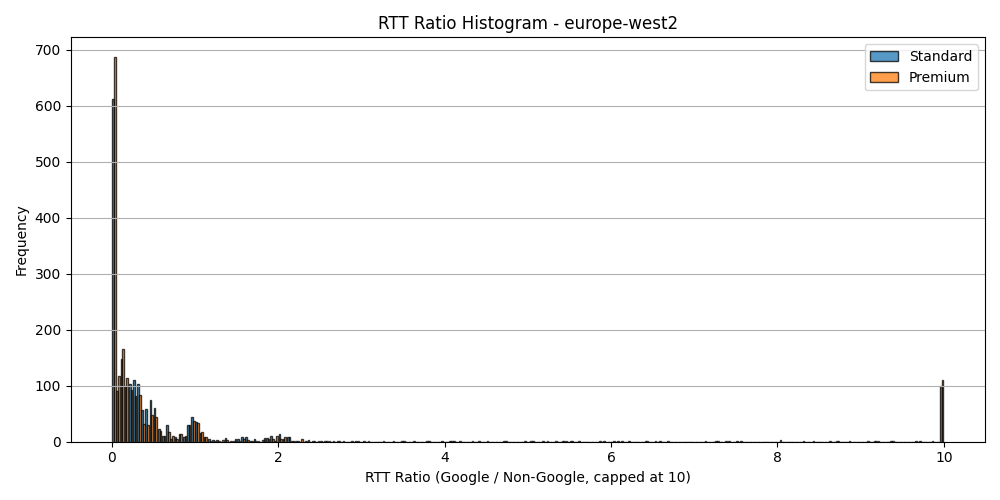 RTT Ratio Histogram - europe-west2
Standard
Premium
Frequency
700
600
500
400
300
200
100
0
0 2 4 6 8 10
RTT Ratio (Google / Non-Google, capped at 10)